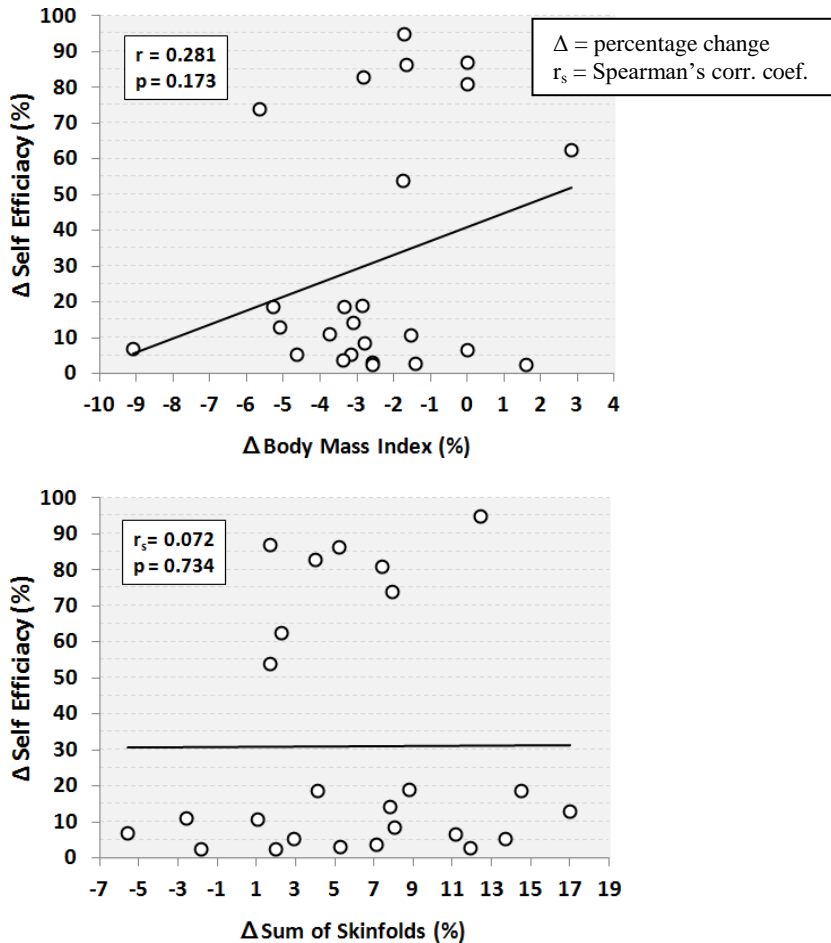 100
90
80
70
60
50
40
30
20
10
0
Δ Self Efficiacy (%)
r = 0.281
p = 0.173
Δ = percentage change
rs = Spearman's corr. coef.
-10 -9 -8 -7 -6 -5 -4 -3 -2 -1 0 1 2 3 4
Δ Body Mass Index (%)
100
90
80
70
60
50
40
30
20
10
0
Δ Self Efficiacy (%)
rs= 0.072
p = 0.734
-7 -5 -3 -1 1 3 5 7 9 11 13 15 17 19
Δ Sum of Skinfolds (%)